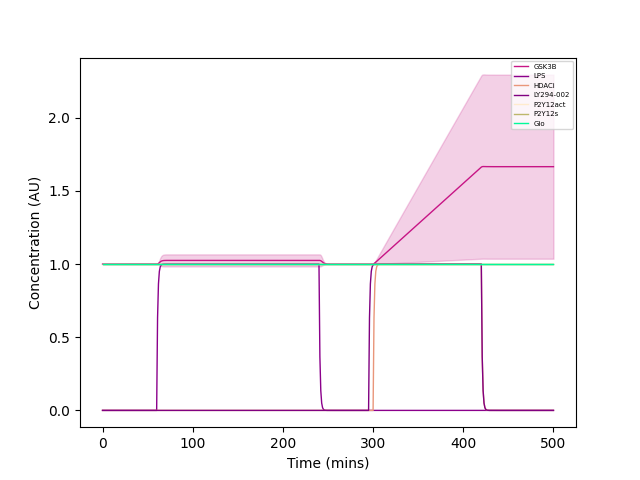 GSK3B
LPS
HDACi
LY294-002
P2Y12act
P2Y12s
Gio
2.0
1.5
1.0
0.5
0.0
Concentration (AU)
0 100 200 300 400 500
Time (mins)